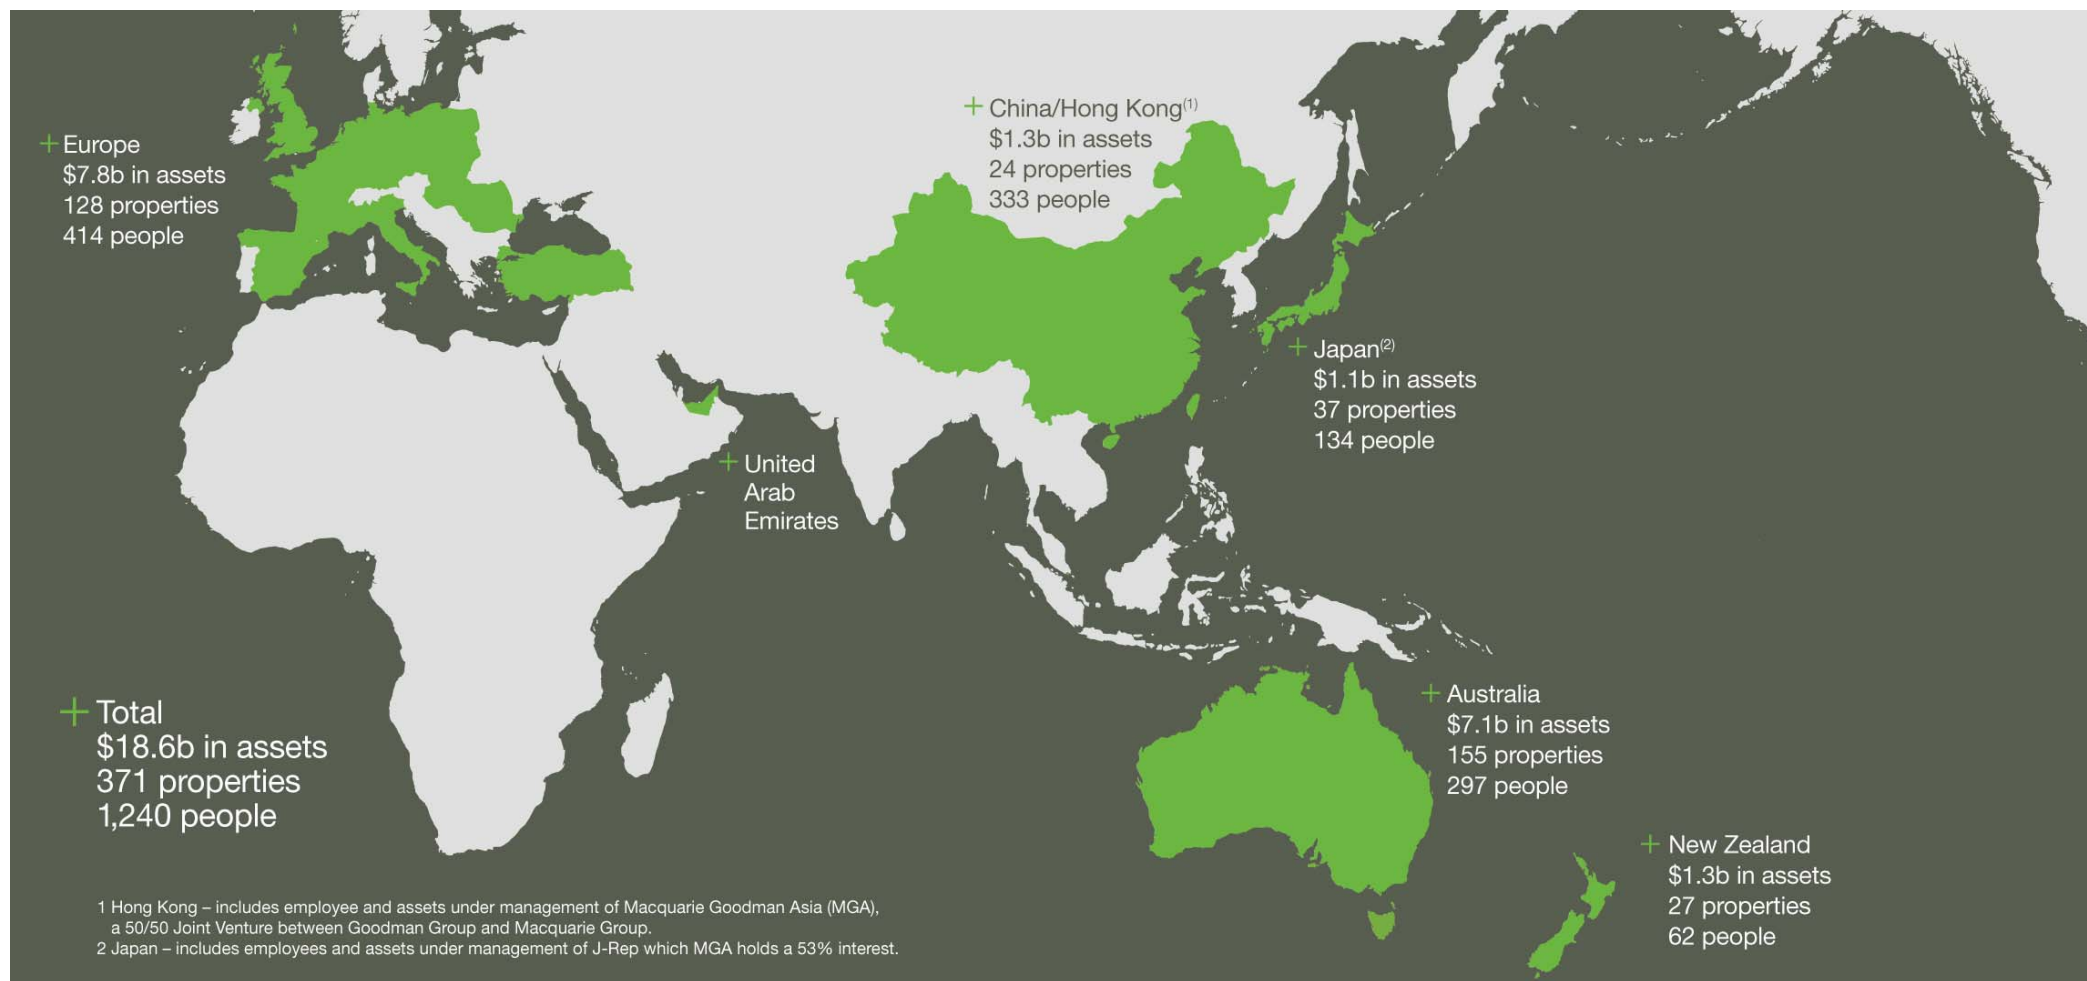 + Europe
$7.8b in assets
128 properties
414 people
+ China/Hong Kong(1)
$1.3b in assets
24 properties
333 people
+ Japan(2)
$1.1b in assets
37 properties
134 people
+ United
Arab
Emirates
+ Australia
$7.1b in assets
155 properties
297 people
+ Total
$18.6b in assets
371 properties
1,240 people
+ New Zealand
$1.3b in assets
27 properties
62 people
1 Hong Kong – includes employee and assets under management of Macquarie Goodman Asia (MGA),
a 50/50 Joint Venture between Goodman Group and Macquarie Group.
2 Japan – includes employees and assets under management of J-Rep which MGA holds a 53% interest.